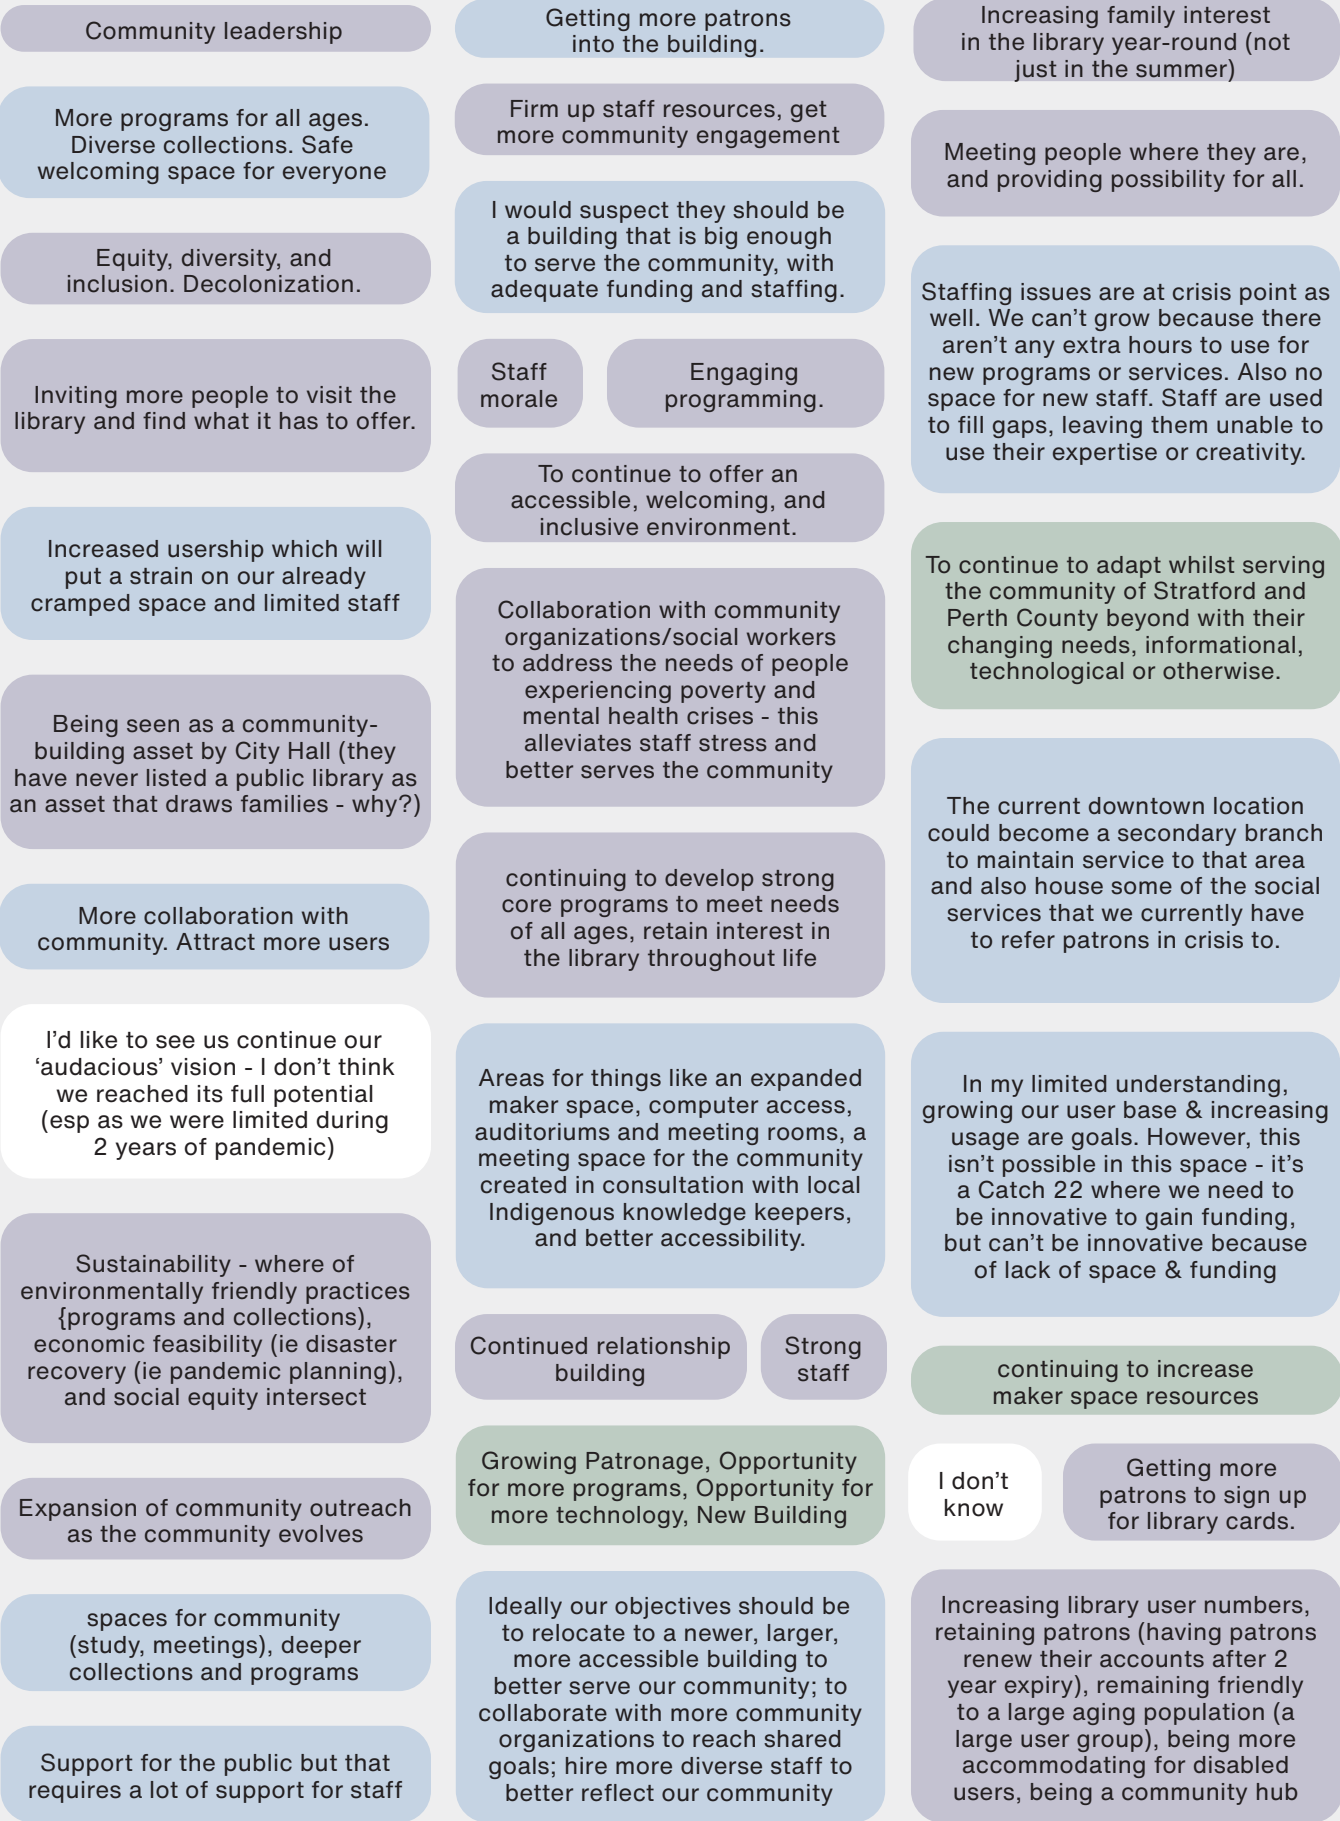 Community leadership
More programs for all ages.
Diverse collections. Safe
welcoming space for everyone
Equity, diversity, and
inclusion. Decolonization.
Inviting more people to visit the
library and find what it has to offer.
Increased usership which will
put a strain on our already
cramped space and limited staff
Being seen as a community-
building asset by City Hall (they
have never listed a public library as
an asset that draws families - why?)
More collaboration with
community. Attract more users
I'd like to see us continue our
‘audacious’ vision - I don't think
we reached its full potential
(esp as we were limited during
2 years of pandemic)
Sustainability - where of
environmentally friendly practices
{programs and collections),
economic feasibility (ie disaster
recovery (ie pandemic planning),
and social equity intersect
Expansion of community outreach
as the community evolves
spaces for community
(study, meetings), deeper
collections and programs
Support for the public but that
requires a lot of support for staff
Getting more patrons
into the building.
Firm up staff resources, get
more community engagement
I would suspect they should be
a building that is big enough
to serve the community, with
adequate funding and staffing.
Staff
morale
Engaging
programming.
To continue to offer an
accessible, welcoming, and
inclusive environment.
Collaboration with community
organizations/social workers
to address the needs of people
experiencing poverty and
mental health crises - this
alleviates staff stress and
better serves the community
continuing to develop strong
core programs to meet needs
of all ages, retain interest in
the library throughout life
Areas for things like an expanded
maker space, computer access,
auditoriums and meeting rooms, a
meeting space for the community
created in consultation with local
Indigenous knowledge keepers,
and better accessibility.
Continued relationship
building
Strong
staff
Growing Patronage, Opportunity
for more programs, Opportunity for
more technology, New Building
Ideally our objectives should be
to relocate to a newer, larger,
more accessible building to
better serve our community; to
collaborate with more community
organizations to reach shared
goals; hire more diverse staff to
better reflect our community
Increasing family interest
in the library year-round (not
just in the summer)
Meeting people where they are,
and providing possibility for all.
Staffing issues are at crisis point as
well. We can't grow because there
aren't any extra hours to use for
new programs or services. Also no
space for new staff. Staff are used
to fill gaps, leaving them unable to
use their expertise or creativity.
To continue to adapt whilst serving
the community of Stratford and
Perth County beyond with their
changing needs, informational,
technological or otherwise.
The current downtown location
could become a secondary branch
to maintain service to that area
and also house some of the social
services that we currently have
to refer patrons in crisis to.
In my limited understanding,
growing our user base & increasing
usage are goals. However, this
isn't possible in this space - it's
a Catch 22 where we need to
be innovative to gain funding,
but can't be innovative because
of lack of space & funding
continuing to increase
maker space resources
I don't
know
Getting more
patrons to sign up
for library cards.
Increasing library user numbers,
retaining patrons (having patrons
renew their accounts after 2
year expiry), remaining friendly
to a large aging population (a
large user group), being more
accommodating for disabled
users, being a community hub